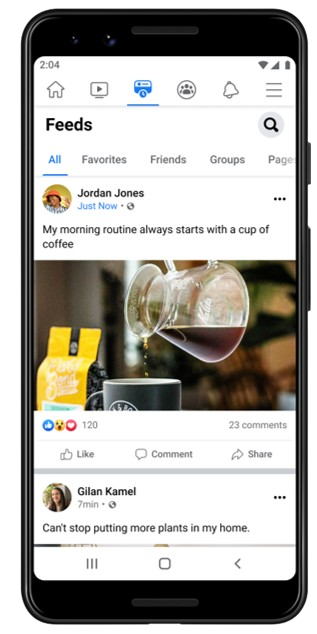 2:04
Feeds
All Favorites Friends Groups Page
Jordan Jones
Just Now
My morning routine always starts with a cup of
coffee
120 23 comments
Like Comment Share
Gilan Kamel
7min
Can't stop putting more plants in my home.